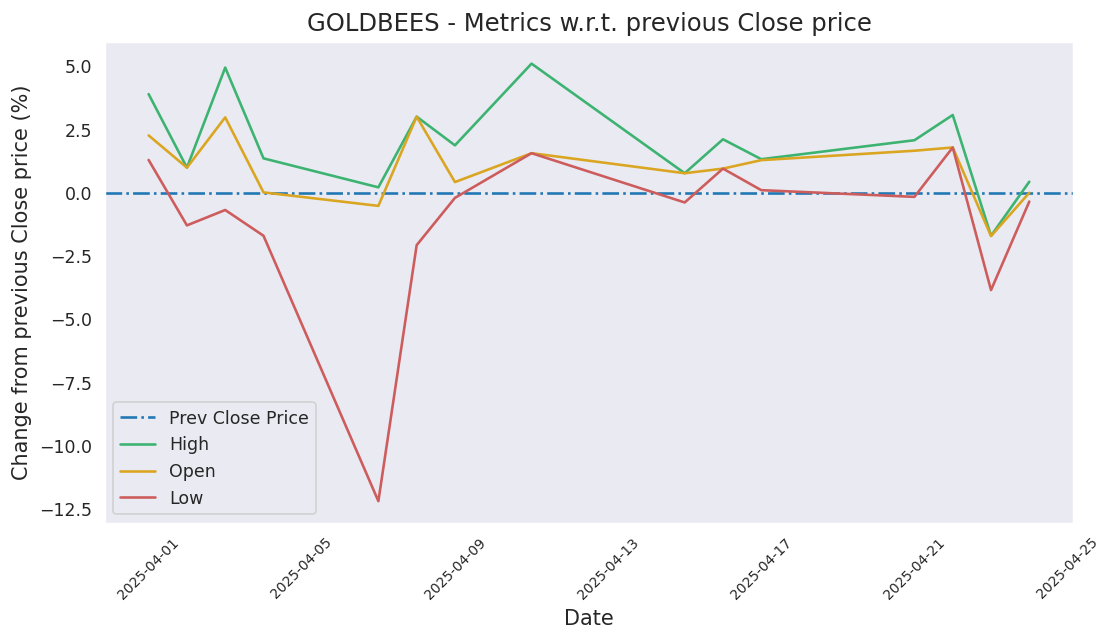 GOLDBEES - Metrics w.r.t. previous Close price
Change from previous Close price (%)
5.0
2.5
0.0
−2.5
−5.0
−7.5
−10.0
−12.5
Prev Close Price
High
Open
Low
2025-04-01
2025-04-05
2025-04-09
2025-04-13
2025-04-17
2025-04-21
2025-04-25
Date